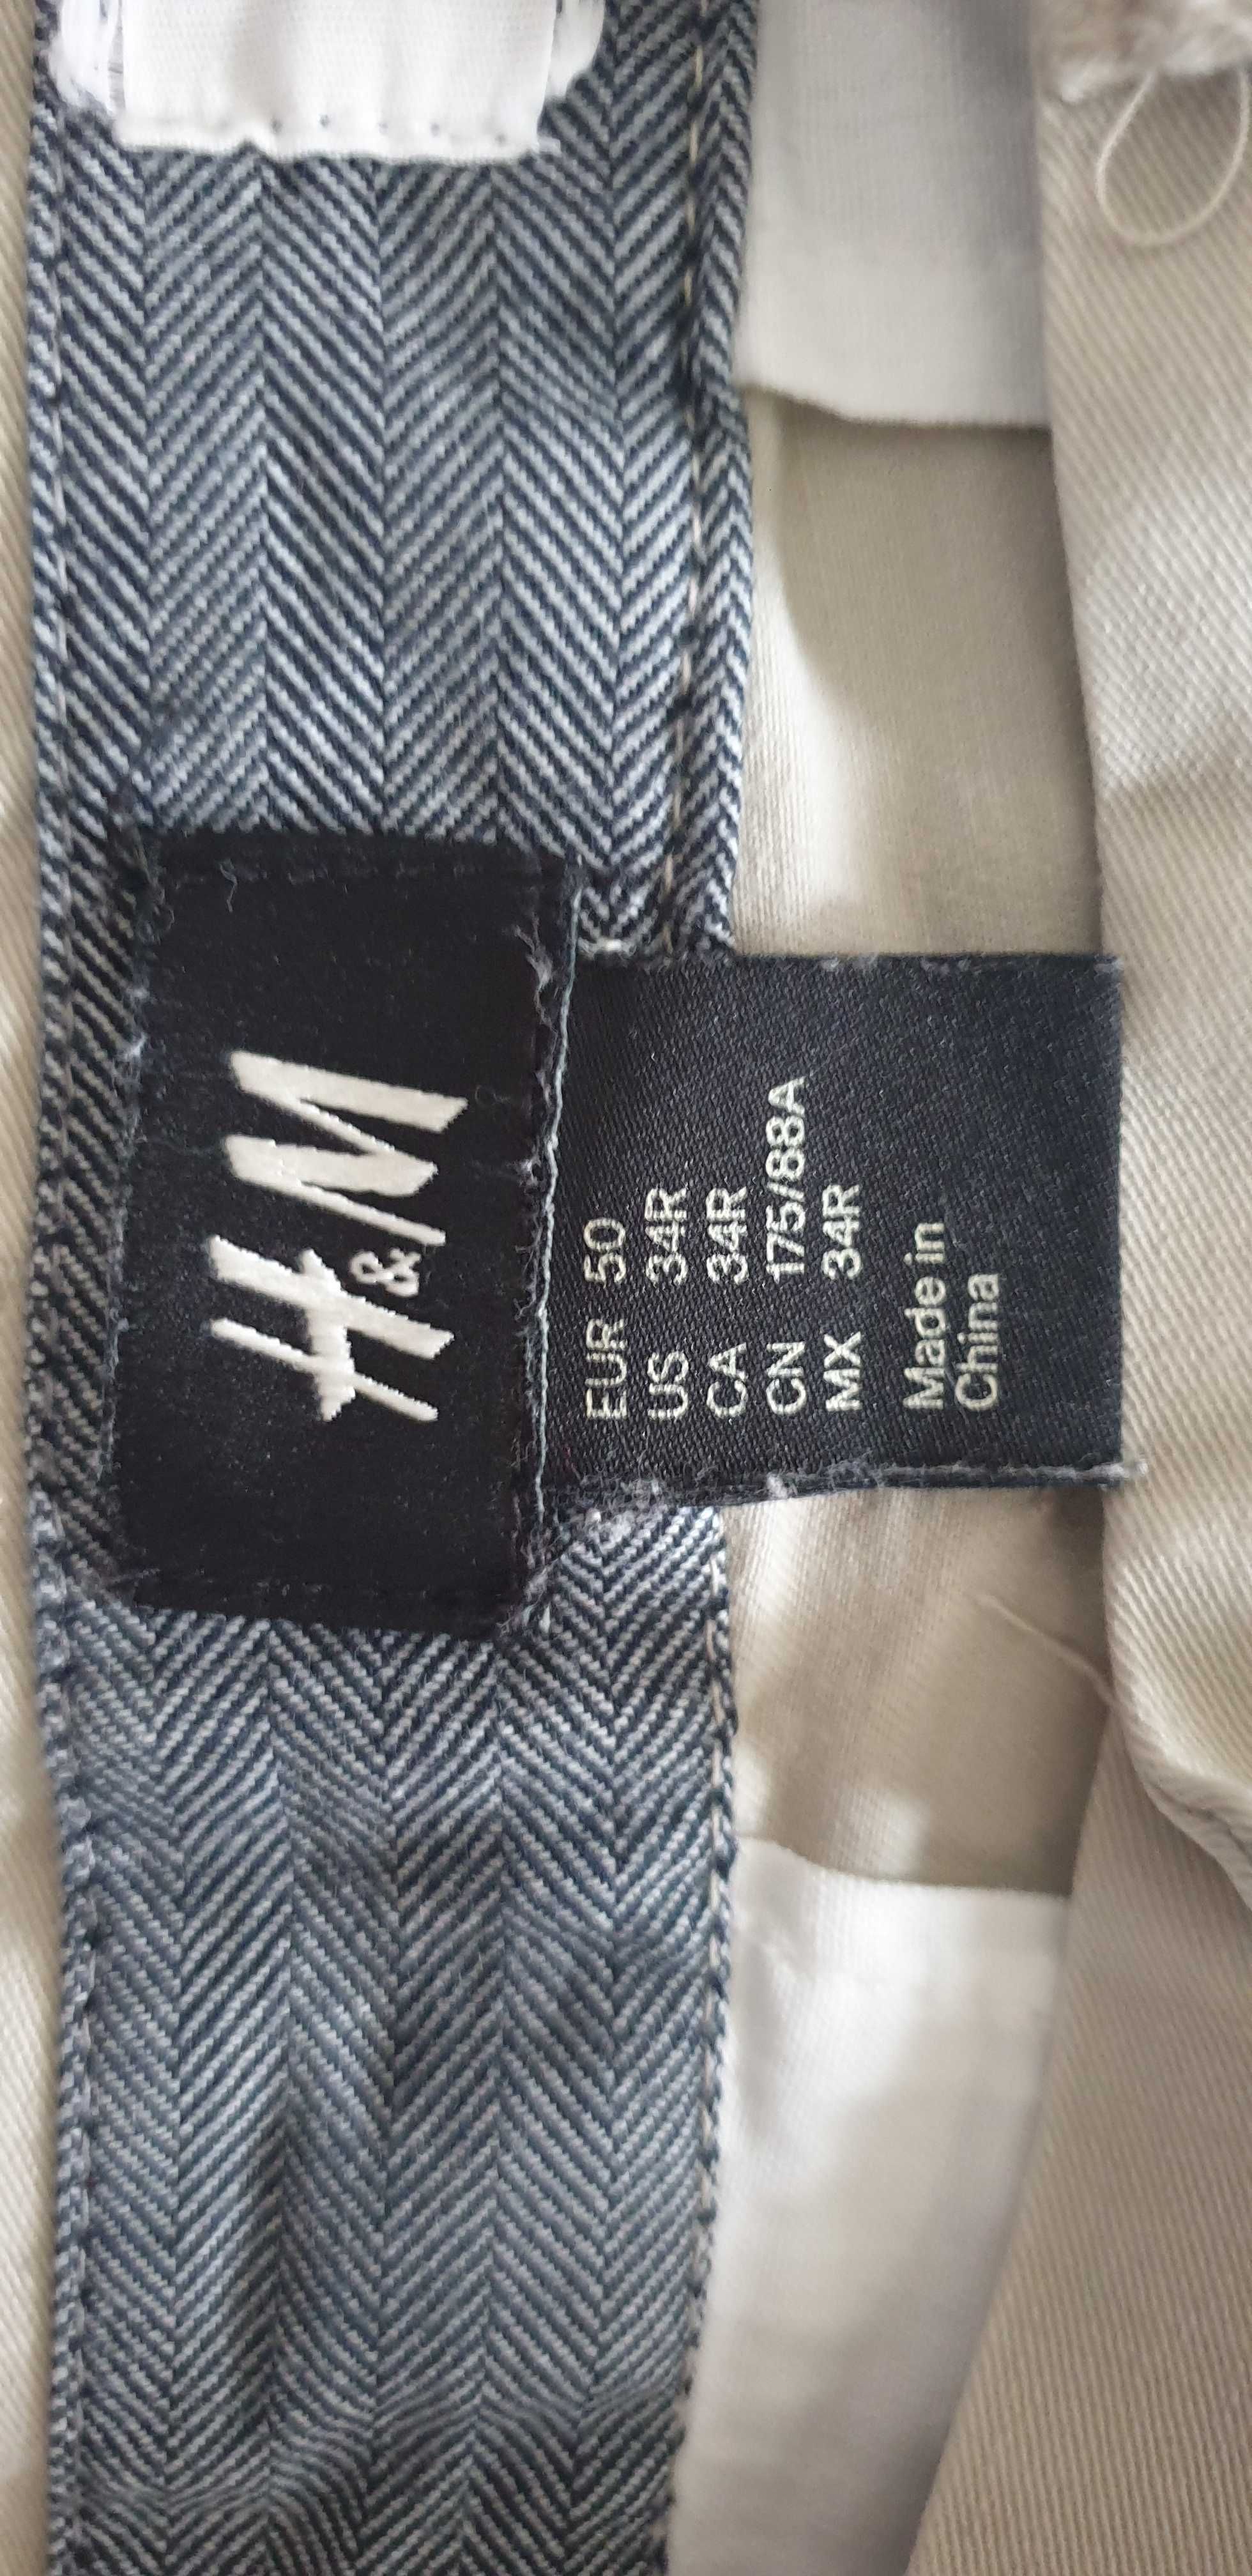 H&M
EUR 50
US 34R
CA 34R
CN 175/88A
MX 34R
Made in
China